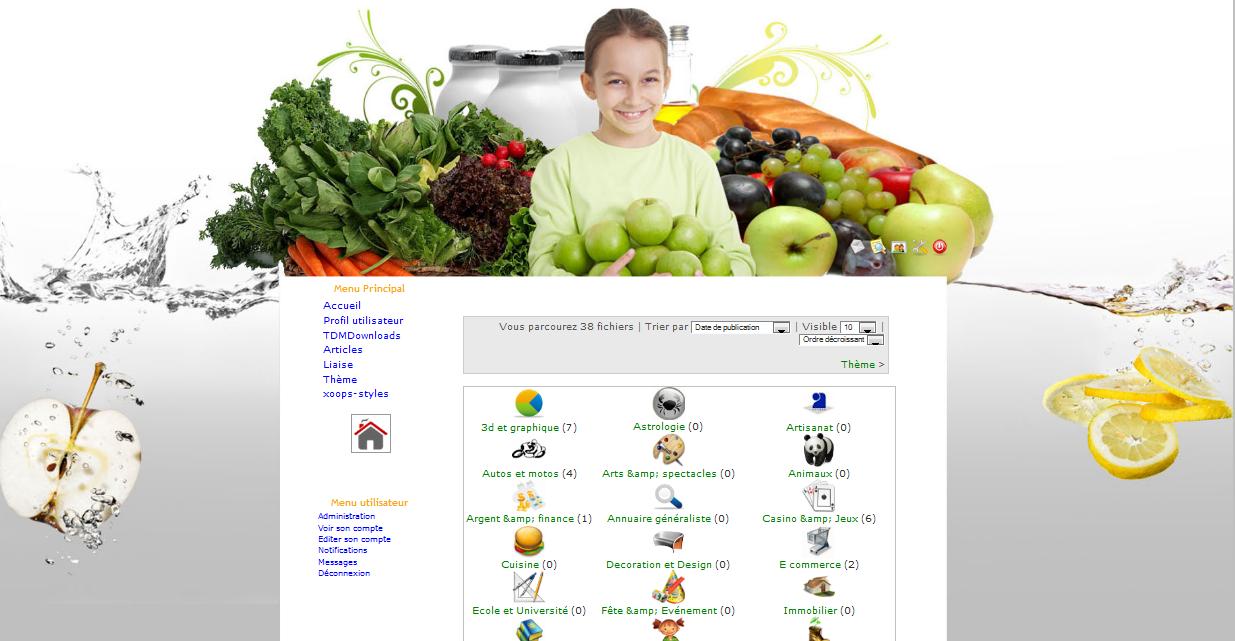 Menu Principal
Accueil
Profil utilisateur
TDMDownloads
Articles
Liaise
Thème
xoops-styles
Menu utilisateur
Administration
Voir son compte
Editer son compte
Notifications
Messages
Déconnexion
Vous parcourez 38 fichiers | Trier par Date de publication | Visible 10 |
Ordre décroissant
Thème >
3d et graphique (7) Astrologie (0) Artisanat (0)
Autos et motos (4) Arts &amp; spectacles (0) Animaux (0)
Argent &amp; finance (1) Annuaire généraliste (0) Casino &amp; Jeux (6)
Cuisine (0) Decoration et Design (0) E commerce (2)
Ecole et Université (0) Fête &amp; Evénement (0) Immobilier (0)